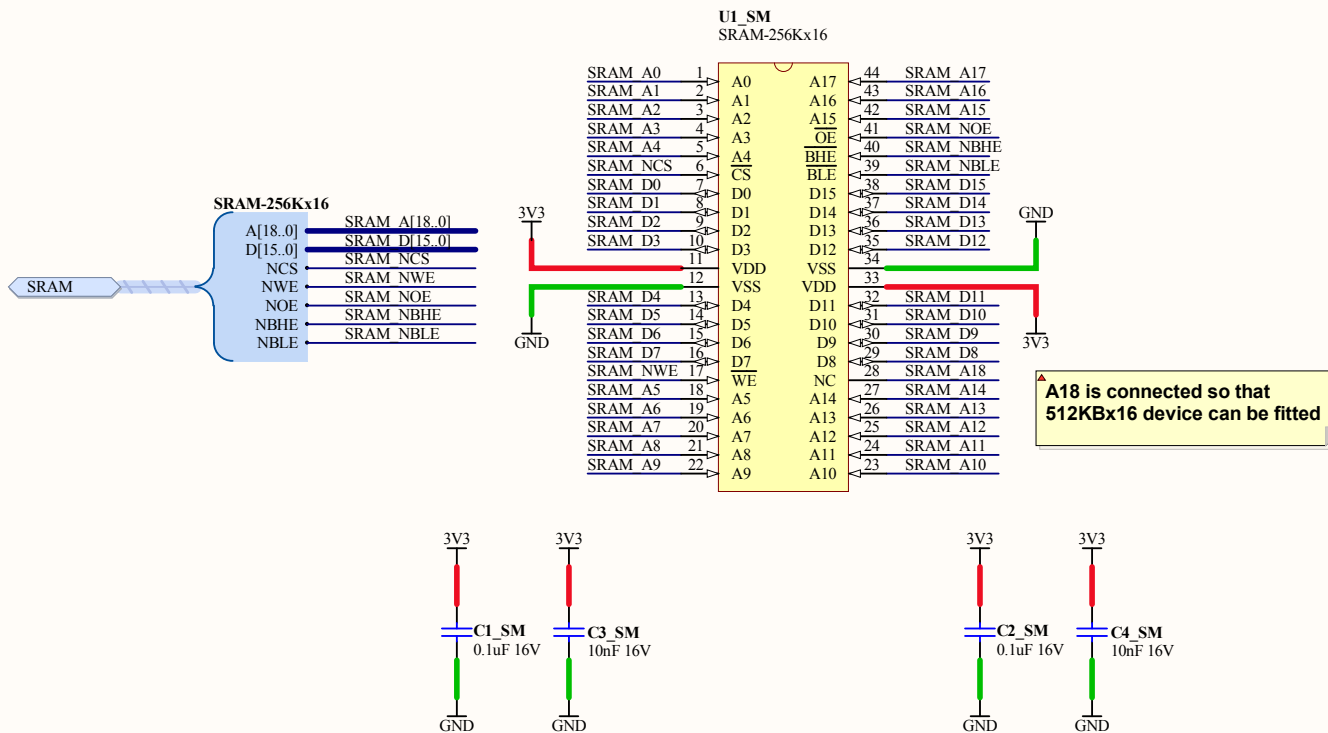 U1_SM
SRAM-256Kx16
SRAM_A0 1 A0 A17 44 SRAM_A17
SRAM_A1 2 A1 A16 43 SRAM_A16
SRAM_A2 3 A2 A15 42 SRAM_A15
SRAM_A3 4 A3 OE 41 SRAM_NOE
SRAM_A4 5 A4 BHE 40 SRAM_NBHE
SRAM_NCS 6 CS BLE 39 SRAM_NBLE
SRAM_D0 7 D0 D15 38 SRAM_D15
SRAM_D1 8 D1 D14 37 SRAM_D14
SRAM_D2 9 D2 D13 36 SRAM_D13
SRAM_D3 10 D3 D12 35 SRAM_D12
3V3 11 VDD VSS 34 GND
GND 12 VSS VDD 33 3V3
SRAM_D4 13 D4 D11 32 SRAM_D11
SRAM_D5 14 D5 D10 31 SRAM_D10
SRAM_D6 15 D6 D9 30 SRAM_D9
SRAM_D7 16 D7 D8 29 SRAM_D8
SRAM_NWE 17 WE NC 28 SRAM_A18
SRAM_A5 18 A5 A14 27 SRAM_A14
SRAM_A6 19 A6 A13 26 SRAM_A13
SRAM_A7 20 A7 A12 25 SRAM_A12
SRAM_A8 21 A8 A11 24 SRAM_A11
SRAM_A9 22 A9 A10 23 SRAM_A10
SRAM-256Kx16
A[18..0] SRAM_A[18..0]
D[15..0] SRAM_D[15..0]
NCS SRAM_NCS
NWE SRAM_NWE
NOE SRAM_NOE
NBHE SRAM_NBHE
NBLE SRAM_NBLE
SRAM
A18 is connected so that
512KBx16 device can be fitted
3V3 3V3 3V3 3V3
C1_SM C3_SM C2_SM C4_SM
0.1uF 16V 10nF 16V 0.1uF 16V 10nF 16V
GND GND GND GND